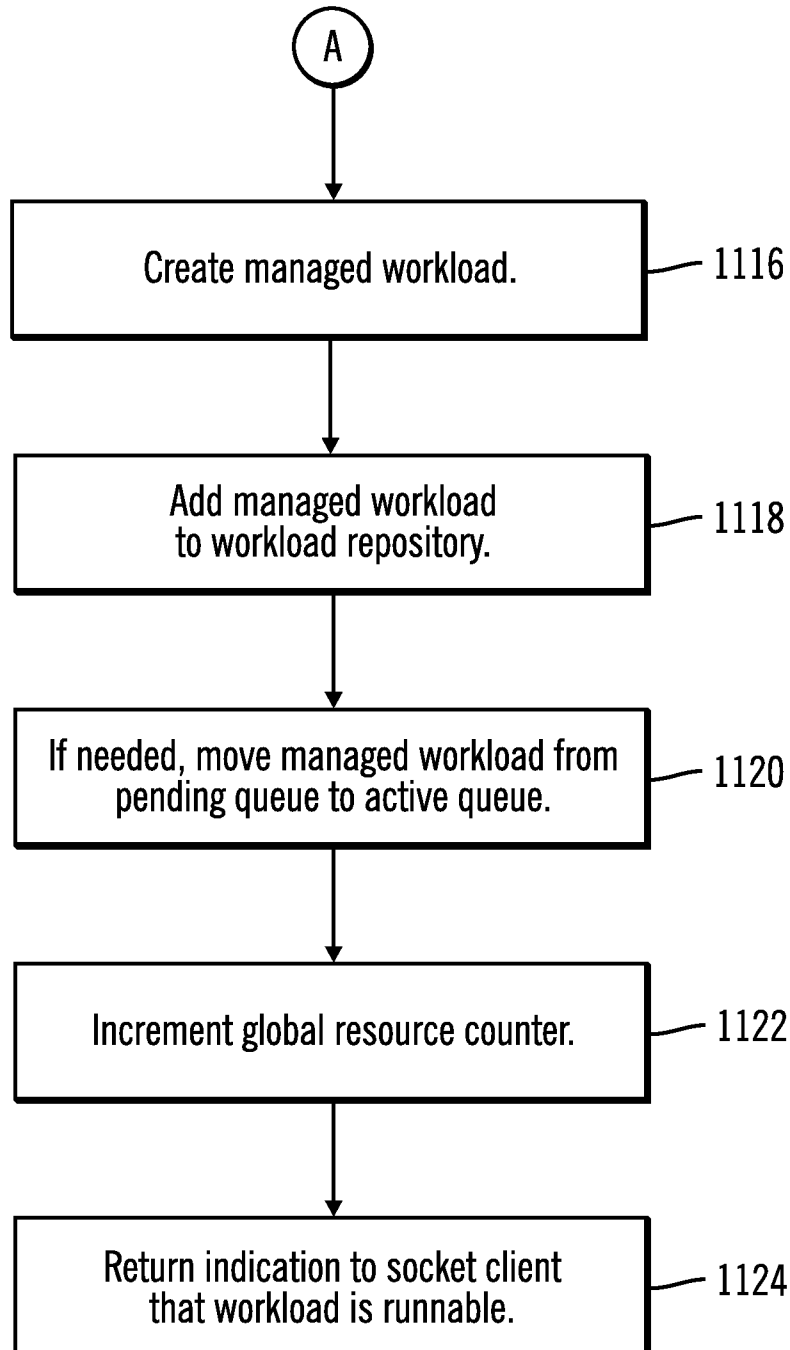 A
Create managed workload.
1116
Add managed workload
to workload repository.
1118
If needed, move managed workload from
pending queue to active queue.
1120
Increment global resource counter.
1122
Return indication to socket client
that workload is runnable.
1124